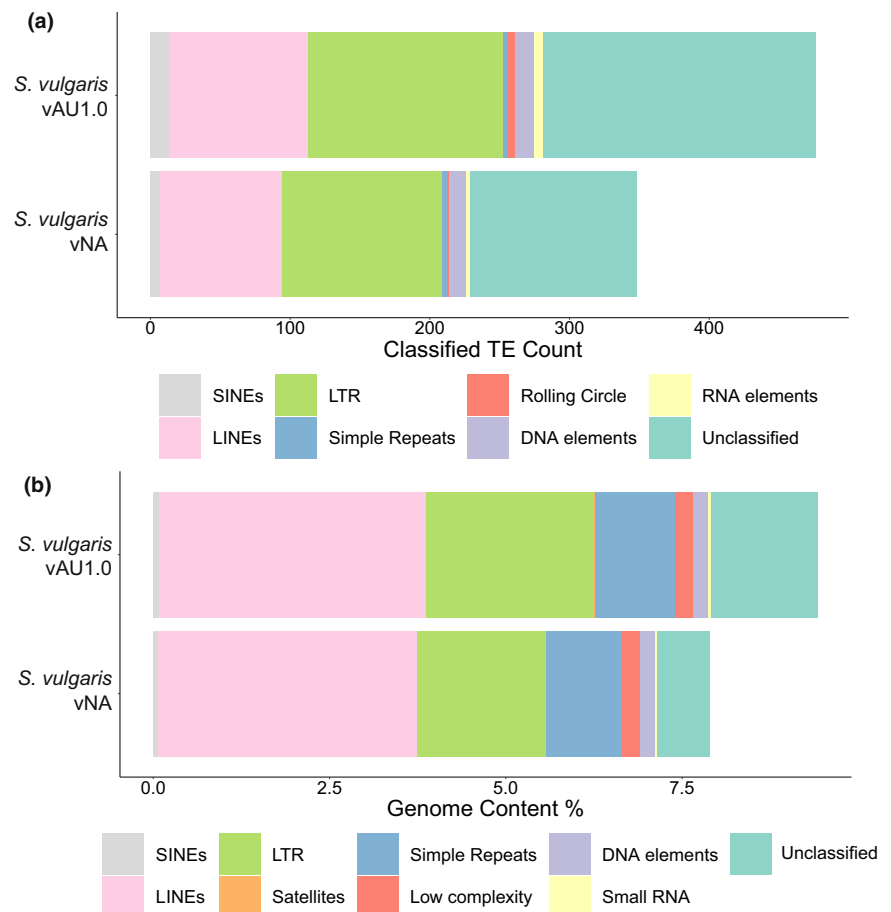 (a)
S. vulgaris
vAU1.0
S. vulgaris
vNA
0 100 200 300 400
Classified TE Count
SINEs LTR Rolling Circle RNA elements
LINEs Simple Repeats DNA elements Unclassified
(b)
S. vulgaris
vAU1.0
S. vulgaris
vNA
0.0 2.5 5.0 7.5
Genome Content %
SINEs LTR Simple Repeats DNA elements Unclassified
LINEs Satellites Low complexity Small RNA